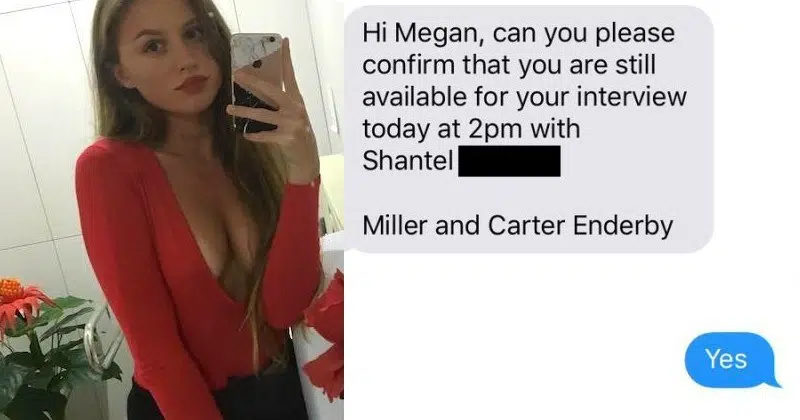 Hi Megan, can you please
confirm that you are still
available for your interview
today at 2pm with
Shantel
Miller and Carter Enderby
Yes